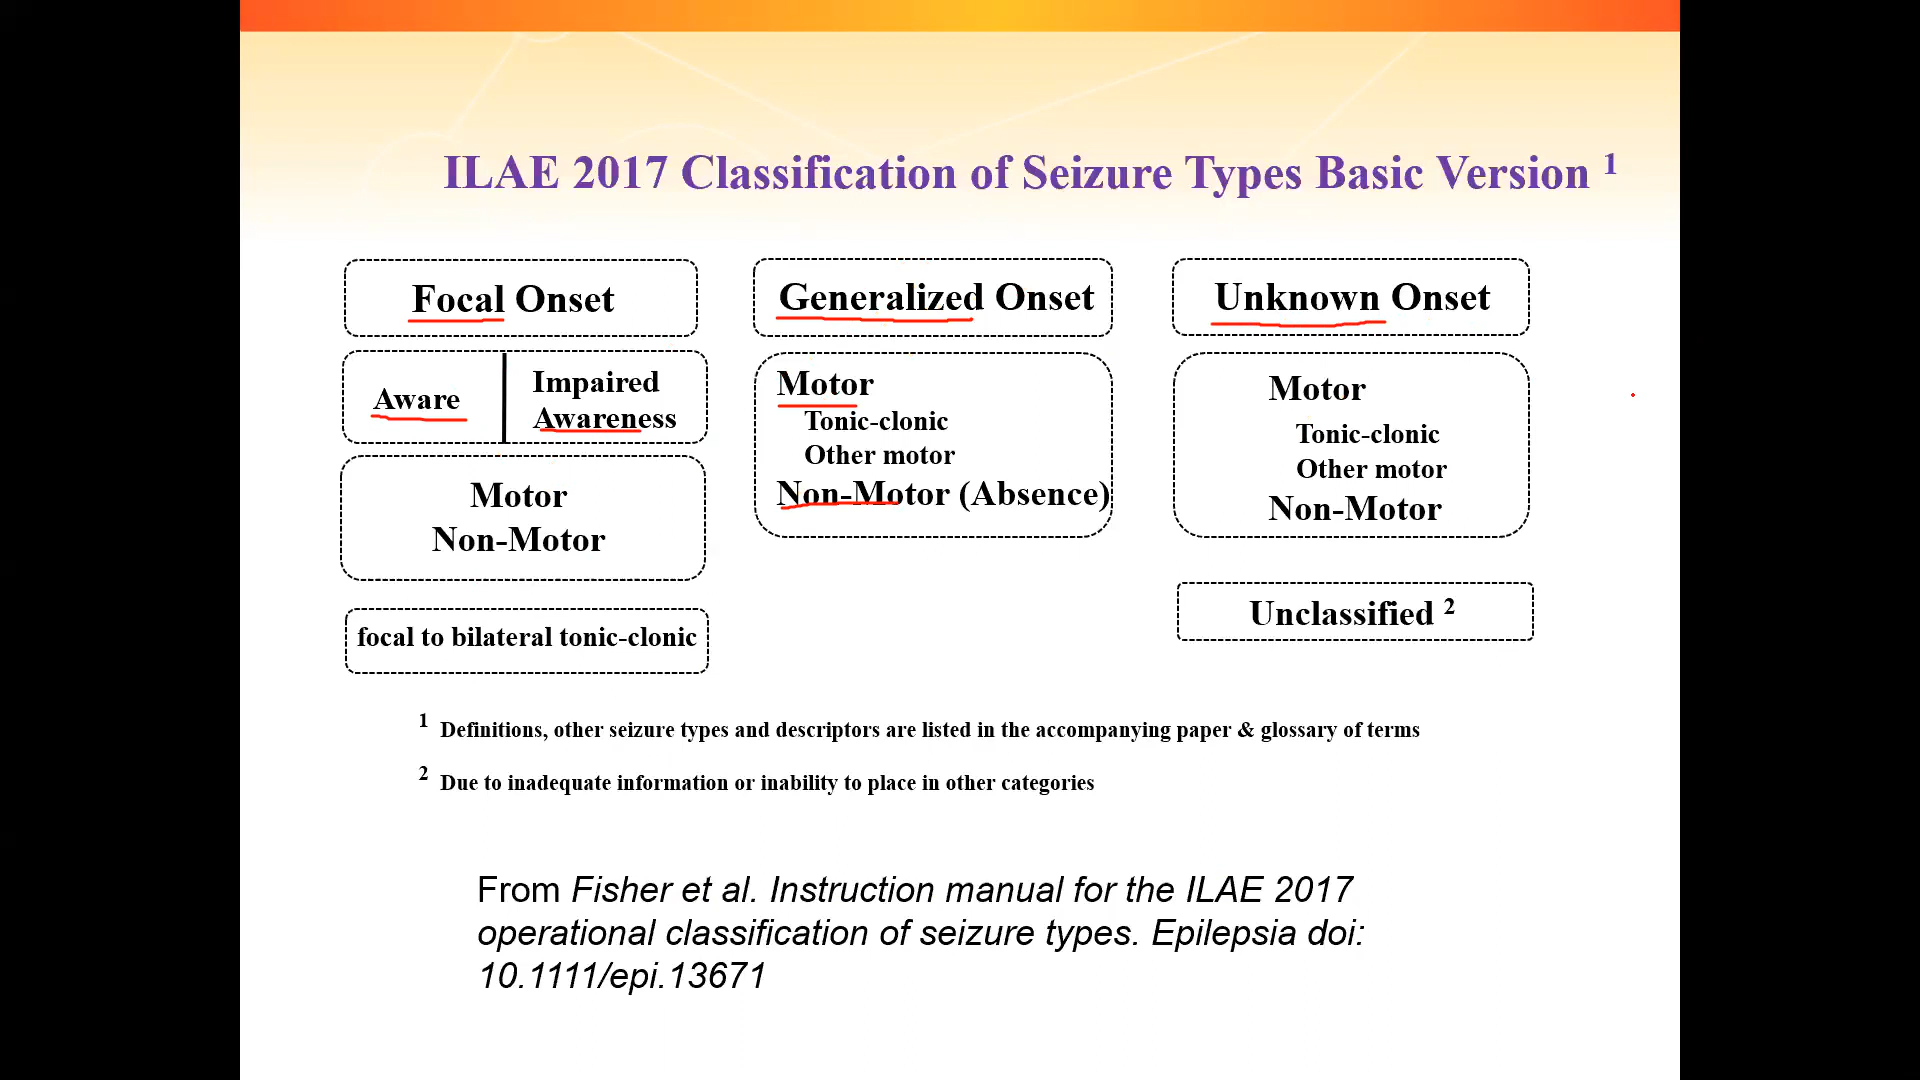 ILAE 2017 Classification of Seizure Types Basic Version ¹
Focal Onset
Aware
Impaired
Awareness
Motor
Non-Motor
focal to bilateral tonic-clonic
Generalized Onset
Motor
Tonic-clonic
Other motor
Non-Motor (Absence)
Unknown Onset
Motor
Tonic-clonic
Other motor
Non-Motor
Unclassified ²
¹ Definitions, other seizure types and descriptors are listed in the accompanying paper & glossary of terms
² Due to inadequate information or inability to place in other categories
From Fisher et al. Instruction manual for the ILAE 2017
operational classification of seizure types. Epilepsia doi:
10.1111/epi.13671